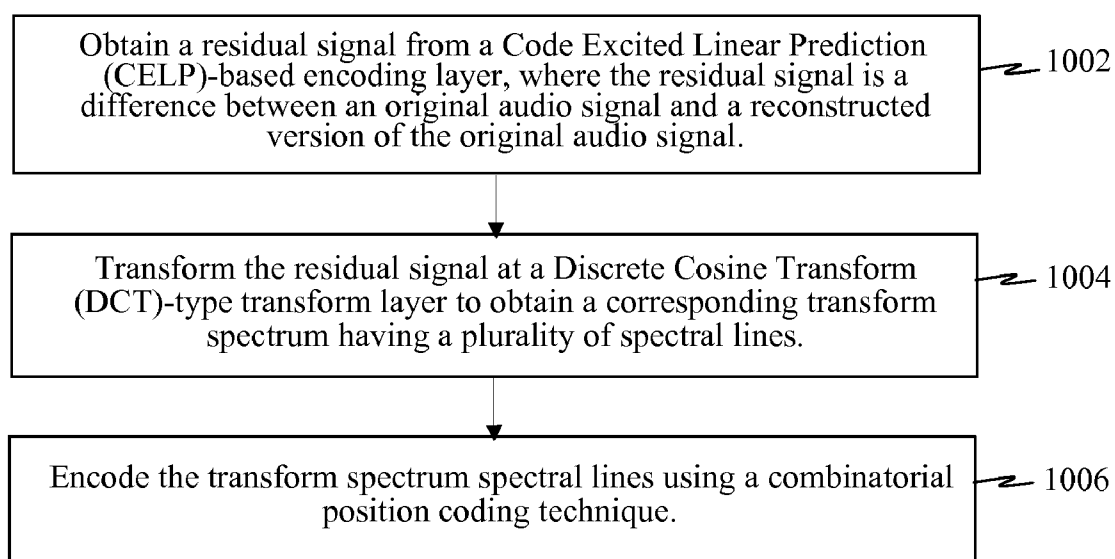 Obtain a residual signal from a Code Excited Linear Prediction
(CELP)-based encoding layer, where the residual signal is a
difference between an original audio signal and a reconstructed
version of the original audio signal.
1002
Transform the residual signal at a Discrete Cosine Transform
(DCT)-type transform layer to obtain a corresponding transform
spectrum having a plurality of spectral lines.
1004
Encode the transform spectrum spectral lines using a combinatorial
position coding technique.
1006